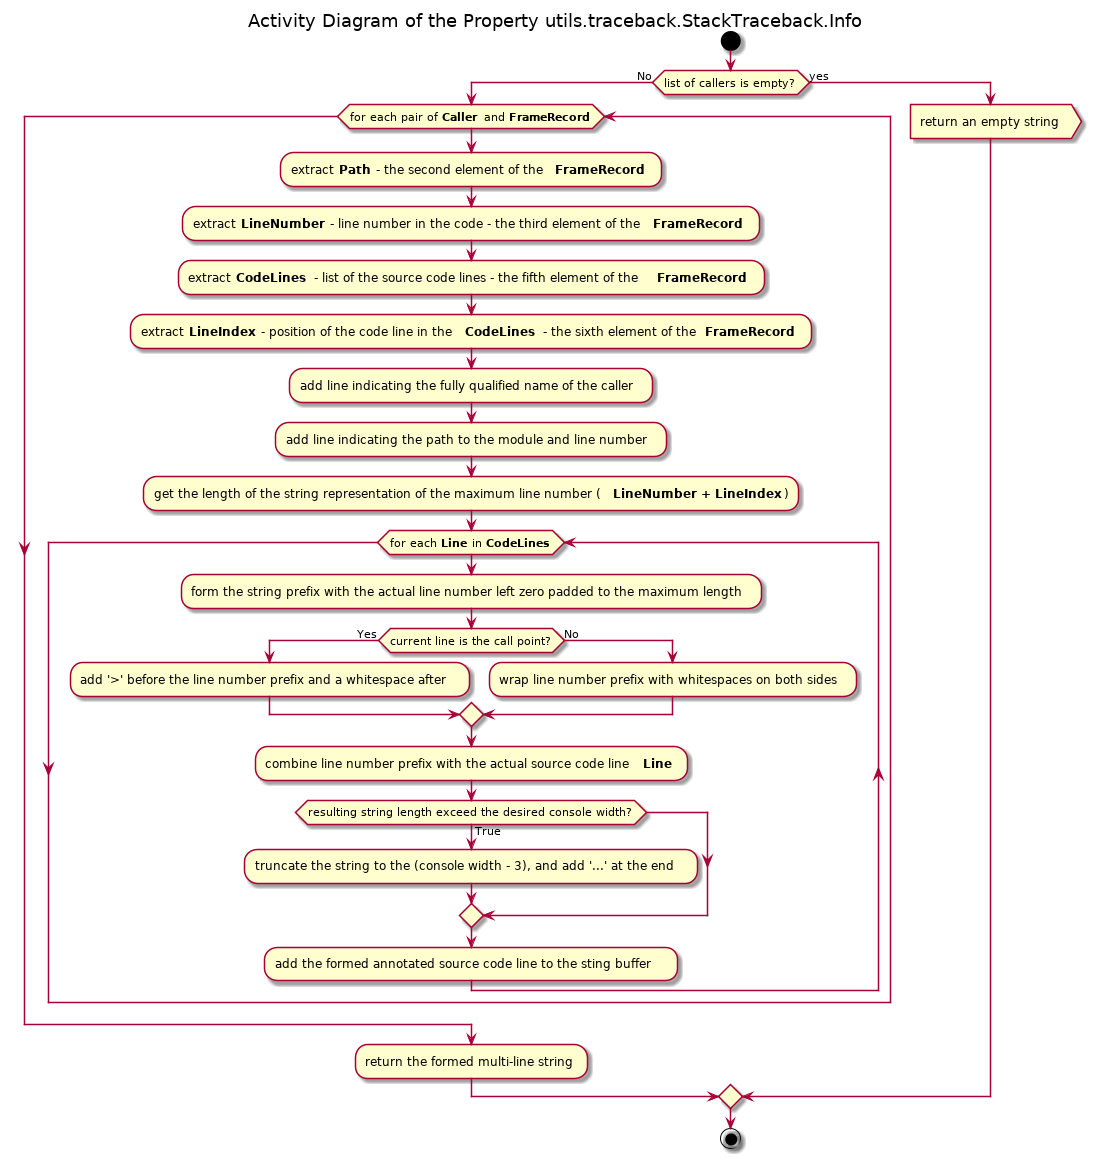 Activity Diagram of the Property utils.traceback.StackTraceback.Info
list of callers is empty?
No
yes
for each pair of Caller and FrameRecord
return an empty string
extract Path - the second element of the FrameRecord
extract LineNumber - line number in the code - the third element of the FrameRecord
extract CodeLines - list of the source code lines - the fifth element of the FrameRecord
extract LineIndex - position of the code line in the CodeLines - the sixth element of the FrameRecord
add line indicating the fully qualified name of the caller
add line indicating the path to the module and line number
get the length of the string representation of the maximum line number ( LineNumber + LineIndex)
for each Line in CodeLines
form the string prefix with the actual line number left zero padded to the maximum length
Yes
current line is the call point?
No
add '>' before the line number prefix and a whitespace after
wrap line number prefix with whitespaces on both sides
combine line number prefix with the actual source code line Line
resulting string length exceed the desired console width?
True
truncate the string to the (console width - 3), and add '...' at the end
add the formed annotated source code line to the sting buffer
return the formed multi-line string